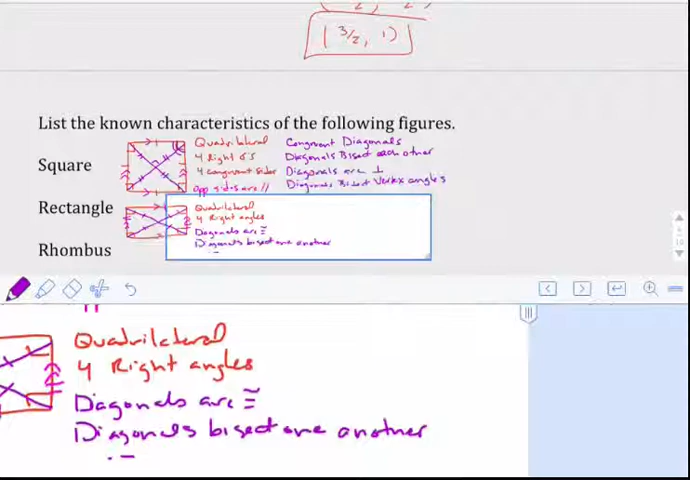 (3/2, 1)
List the known characteristics of the following figures.
Square
Quadrilateral
4 Right ∠'s
4 congruent sides
opp sides are //
Congruent Diagonals
Diagonals Bisect each other
Diagonals are ⊥
Diagonals Bisect Vertex angles
Rectangle
Quadrilateral
4 Right angles
Diagonals are ≅
Diagonals bisect one another
Rhombus
Quadrilateral
4 Right angles
Diagonals are ≅
Diagonals bisect one another